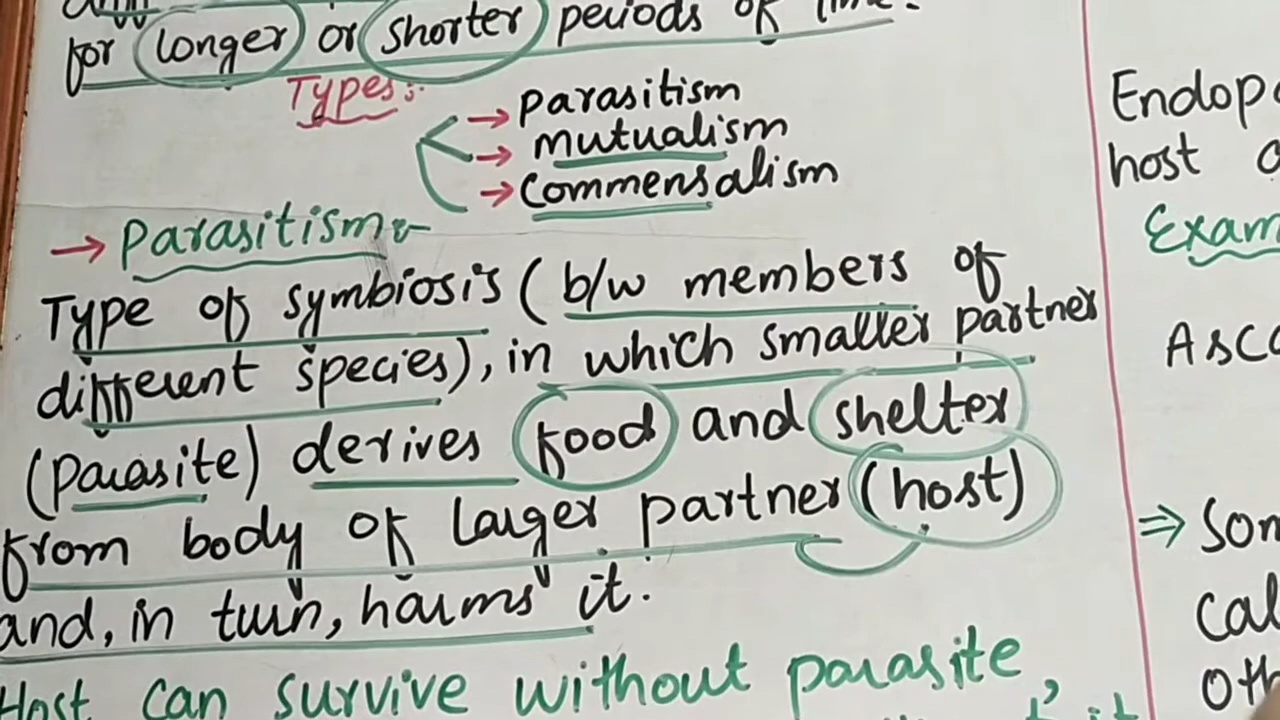 for longer or shorter periods of time.
Types:
→ parasitism
→ mutualism
→ Commensalism
→ Parasitism:-
Type of symbiosis (b/w members of
different species), in which smaller partner
(parasite) derives food and shelter
from body of larger partner (host)
and, in turn, harms it.
Host can survive without parasite,
Endop
host
Exam
Asca
⇒ Som
cal
oth